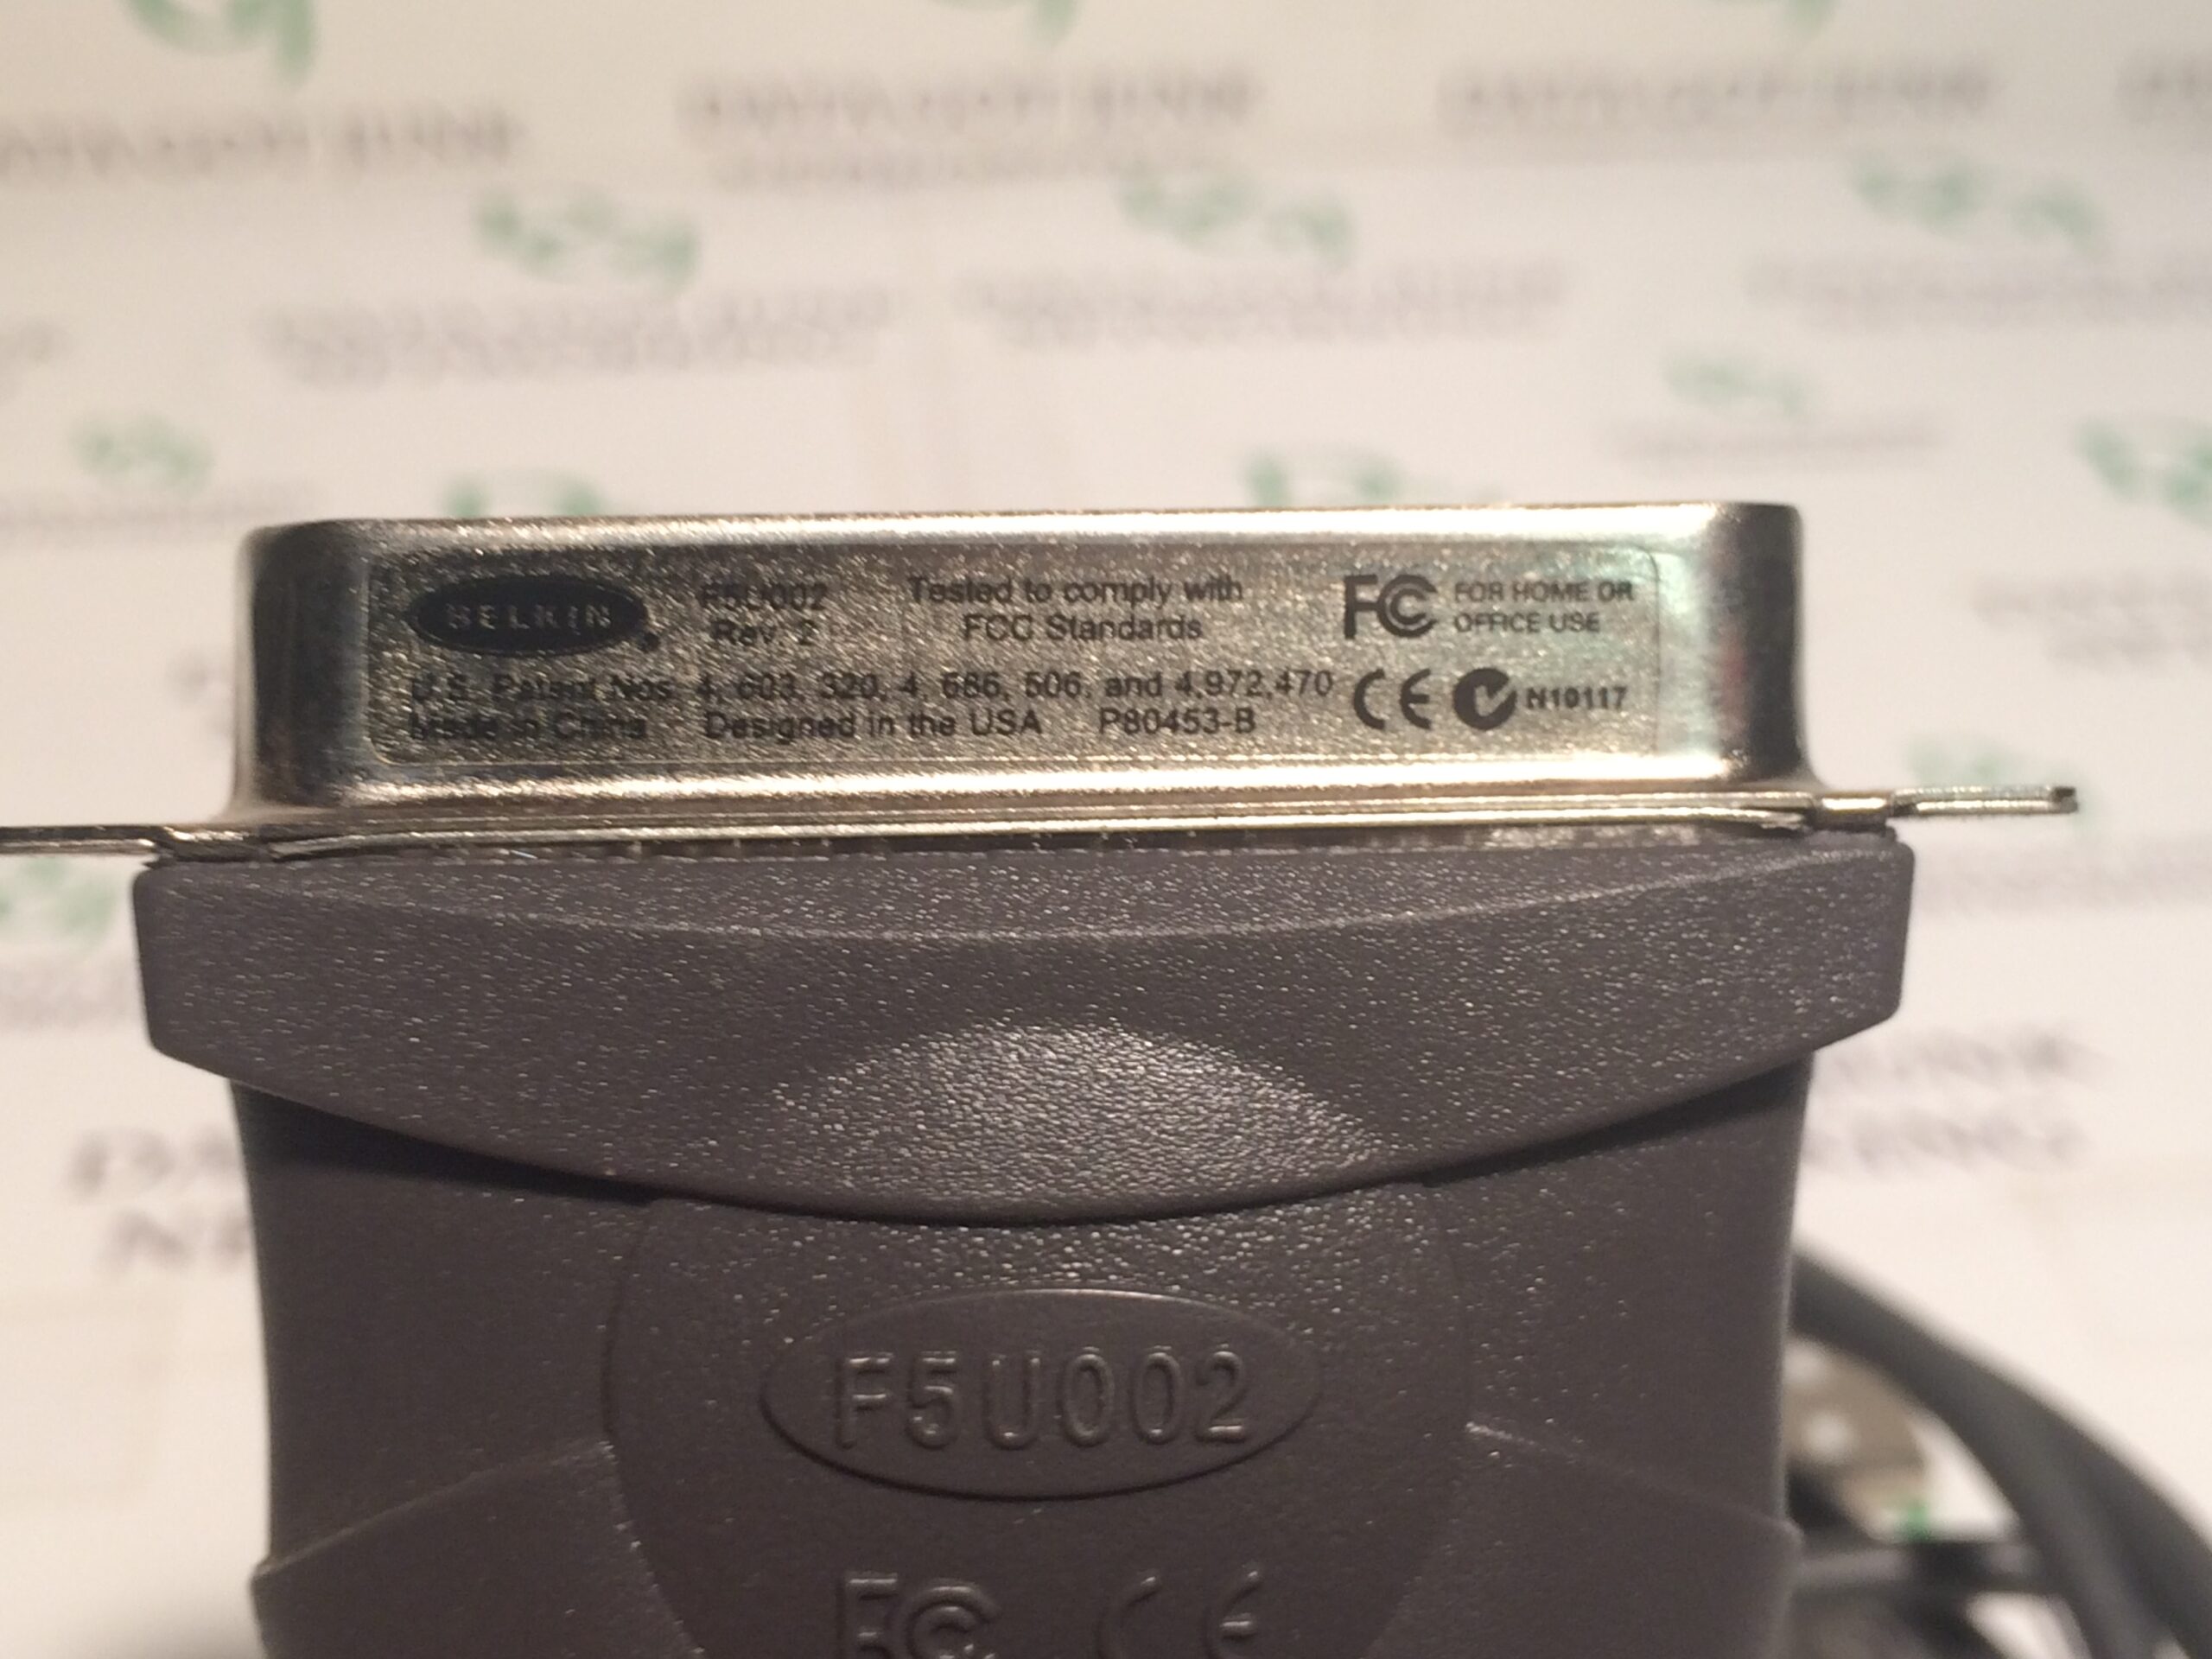 BELKIN
F5U002
Rev. 2
Tested to comply with
FCC Standards
FC FOR HOME OR
OFFICE USE
U.S. Patent Nos. 4, 603, 320, 4, 686, 506, and 4,972,470
CE N10117
Made in China Designed in the USA P80453-B
F5U002
FC CE